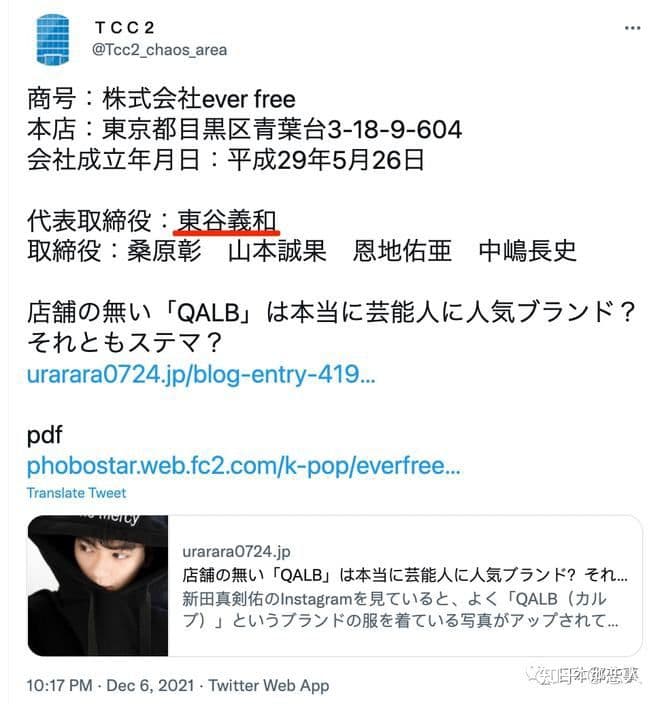 TCC2
@Tcc2_chaos_area
商号：株式会社ever free
本店：東京都目黒区青葉台3-18-9-604
会社成立年月日：平成29年5月26日
代表取締役：東谷義和
取締役：桑原彰　山本誠果　恩地佑亜　中嶋長史
店舗の無い「QALB」は本当に芸能人に人気ブランド？
それともステマ？
urarara0724.jp/blog-entry-419...
pdf
phobostar.web.fc2.com/k-pop/everfree...
Translate Tweet
no mercy
urarara0724.jp
店舗の無い「QALB」は本当に芸能人に人気ブランド？それ...
新田真剣佑のInstagramを見ていると、よく「QALB（カル
ブ）」というブランドの服を着ている写真がアップされて...
10:17 PM · Dec 6, 2021 · Twitter Web App